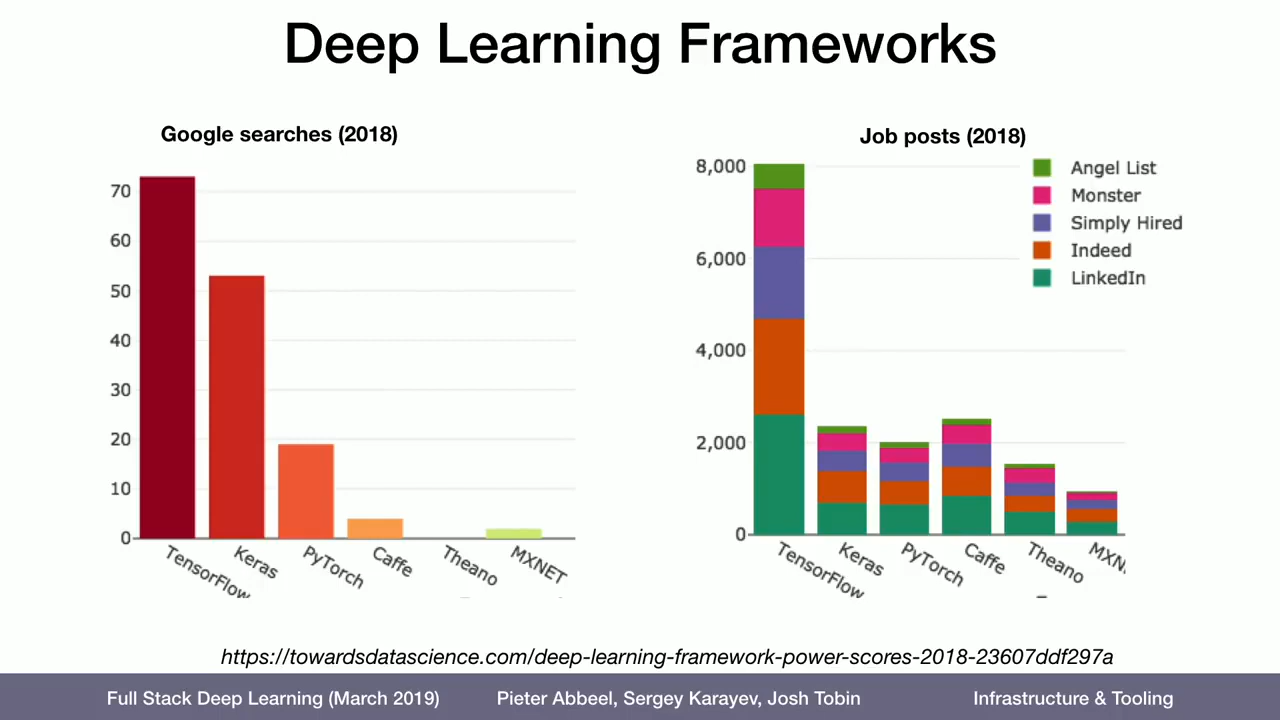 Deep Learning Frameworks
Google searches (2018)
70
60
50
40
30
20
10
0
TensorFlow
Keras
PyTorch
Caffe
Theano
MXNET
Job posts (2018)
8,000
6,000
4,000
2,000
0
Angel List
Monster
Simply Hired
Indeed
LinkedIn
TensorFlow
Keras
PyTorch
Caffe
Theano
MXN
https://towardsdatascience.com/deep-learning-framework-power-scores-2018-23607ddf297a
Full Stack Deep Learning (March 2019) Pieter Abbeel, Sergey Karayev, Josh Tobin Infrastructure & Tooling